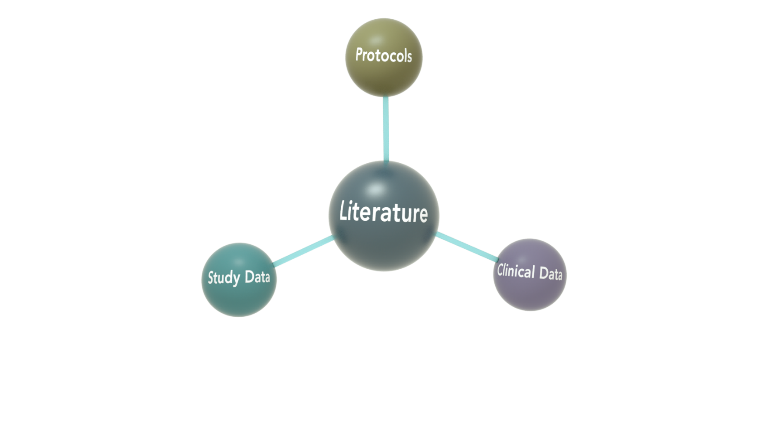 Protocols
Literature
Study Data
Clinical Data